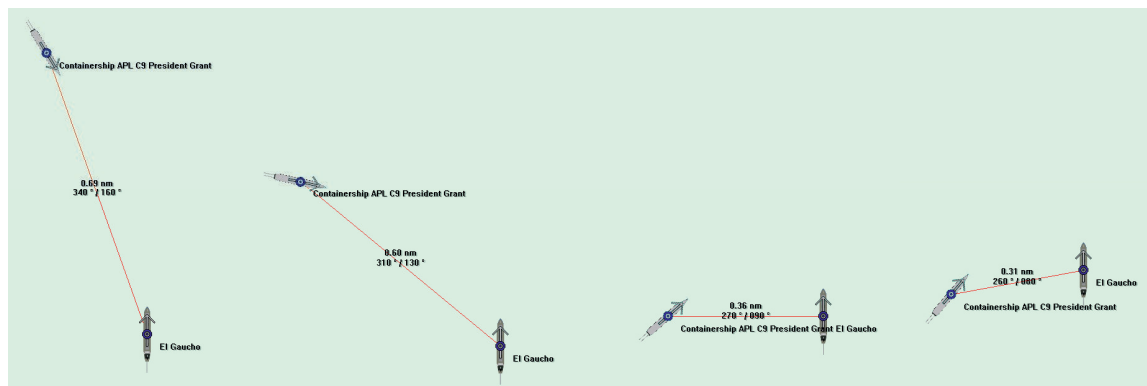 Containership APL C9 President Grant
0.69 nm
340 ° / 160 °
El Gaucho
Containership APL C9 President Grant
0.60 nm
310 ° / 130 °
El Gaucho
0.36 nm
270 ° / 090 °
Containership APL C9 President Grant El Gaucho
0.31 nm
260 ° / 080 °
El Gaucho
Containership APL C9 President Grant